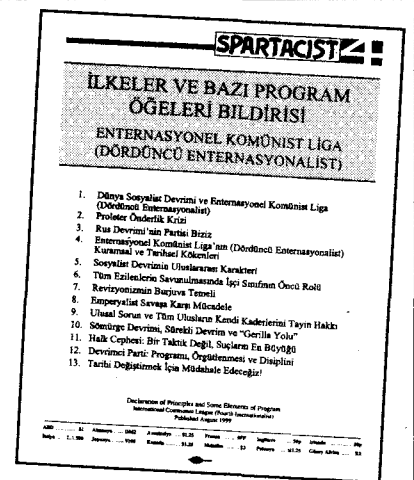 SPARTACIST
İLKELER VE BAZI PROGRAM
ÖĞELERİ BİLDİRİSİ
ENTERNASYONEL KOMÜNIST LİGA
(DÖRDÜNCÜ ENTERNASYONALİST)
1. Dünya Sosyalist Devrimi ve Enternasyonel Komünist Liga
(Dördüncü Enternasyonalist)
2. Proleter Önderlik Krizi
3. Rus Devrimi'nin Partisi Biziz
4. Enternasyonel Komünist Liga'nın (Dördüncü Enternasyonalist)
Kuramsal ve Tarihsel Kökenleri
5. Sosyalist Devrimin Uluslararası Karakteri
6. Tüm Ezilenlerin Savunulmasında İşçi Sınıfının Öncü Rolü
7. Revizyonizmin Burjuva Temeli
8. Emperyalist Savaşa Karşı Mücadele
9. Ulusal Sorun ve Tüm Ulusların Kendi Kaderlerini Tayin Hakkı
10. Sömürge Devrimi, Sürekli Devrim ve "Gerilla Yolu"
11. Halk Cephesi: Bir Taktik Değil, Suçların En Büyüğü
12. Devrimci Parti: Programı, Örgütlenmesi ve Disiplini
13. Tarihi Değiştirmek İçin Müdahale Edeceğiz!
Declaration of Principles and Some Elements of Program
International Communist League (Fourth Internationalist)
Published August 1999